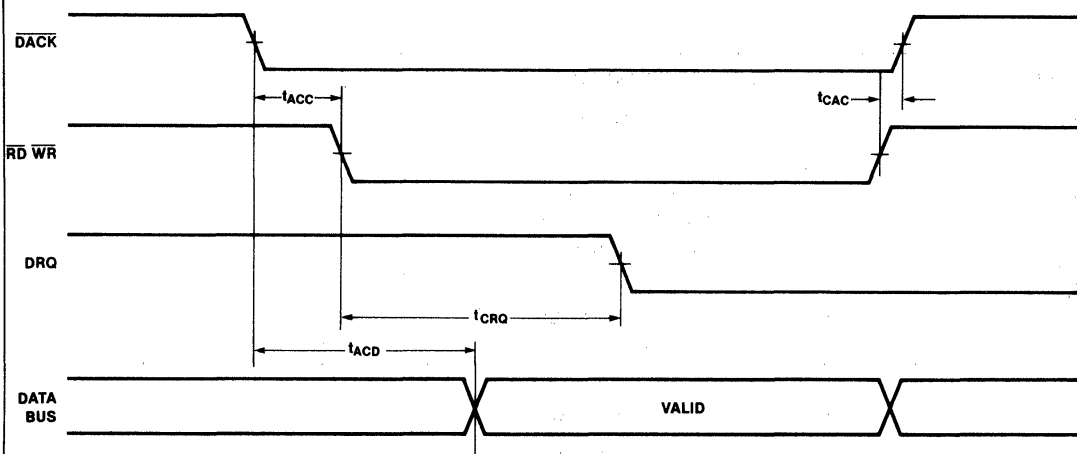 DACK
tACC
tCAC
RD WR
DRQ
tCRQ
tACD
DATA
BUS
VALID